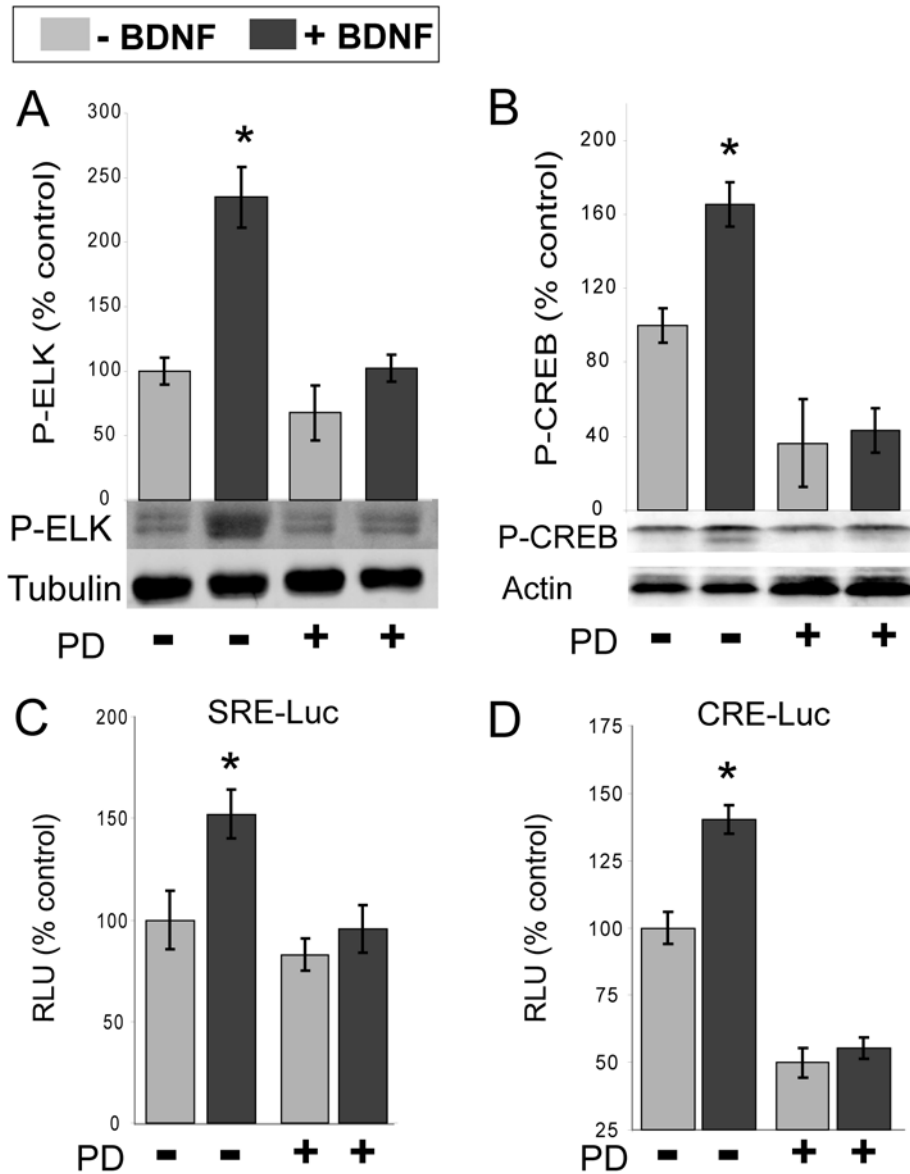 - BDNF + BDNF
A
P-ELK (% control)
300
250
200
150
100
50
0
*
P-ELK
Tubulin
PD - - + +
B
P-CREB (% control)
200
160
120
80
40
0
*
P-CREB
Actin
PD - - + +
C
SRE-Luc
RLU (% control)
200
150
100
50
0
*
PD - - + +
D
CRE-Luc
RLU (% control)
175
150
125
100
75
50
25
*
PD - - + +